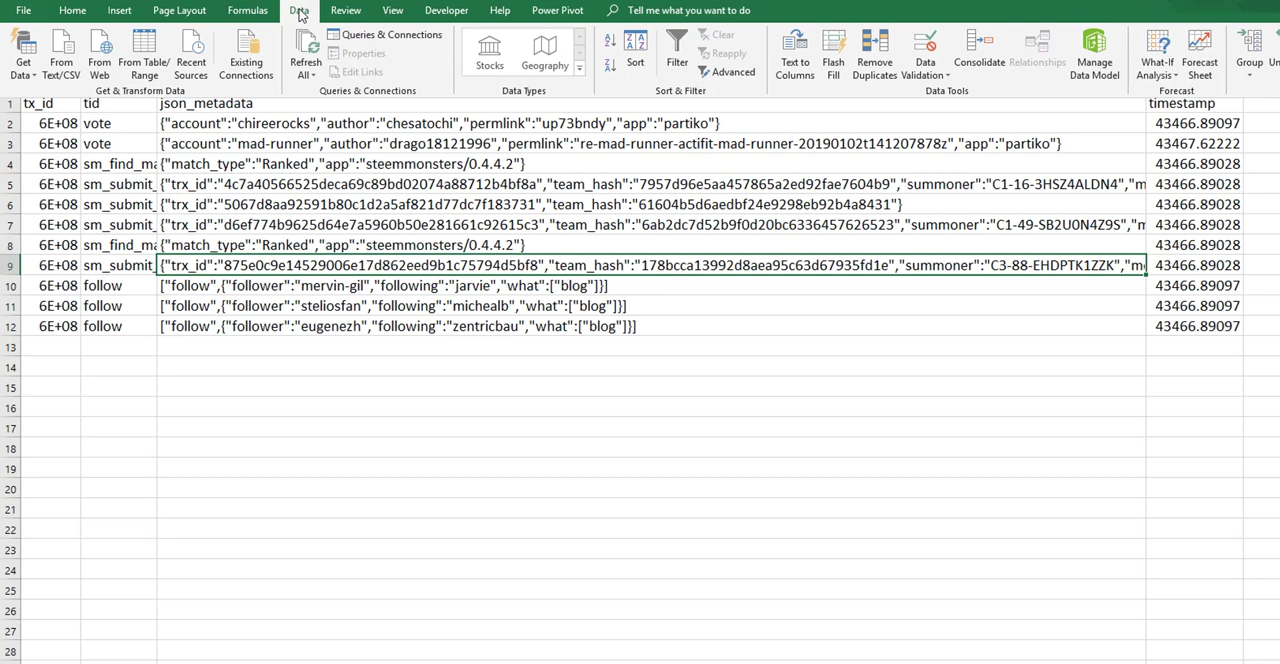 File Home Insert Page Layout Formulas Data Review View Developer Help Power Pivot Tell me what you want to do
Get Data From Text/CSV From Web From Table/ Range Recent Sources Existing Connections Refresh All Queries & Connections Properties Edit Links Stocks Geography Sort Filter Clear Reapply Advanced Text to Columns Flash Fill Remove Duplicates Data Validation Consolidate Relationships Manage Data Model What-If Analysis Forecast Sheet Group
Get & Transform Data Queries & Connections Data Types Sort & Filter Data Tools Forecast
1 tx_id tid json_metadata timestamp
2 6E+08 vote {"account":"chireerocks","author":"chesatochi","permlink":"up73bndy","app":"partiko"} 43466.89097
3 6E+08 vote {"account":"mad-runner","author":"drago18121996","permlink":"re-mad-runner-actifit-mad-runner-20190102t141207878z","app":"partiko"} 43467.62222
4 6E+08 sm_find_ma {"match_type":"Ranked","app":"steemmonsters/0.4.4.2"} 43466.89028
5 6E+08 sm_submit_ {"trx_id":"4c7a40566525deca69c89bd02074a88712b4bf8a","team_hash":"7957d96e5aa457865a2ed92fae7604b9","summoner":"C1-16-3HSZ4ALDN4","m 43466.89028
6 6E+08 sm_submit_ {"trx_id":"5067d8aa92591b80c1d2a5af821d77dc7f183731","team_hash":"61604b5d6aedbf24e9298eb92b4a8431"} 43466.89028
7 6E+08 sm_submit_ {"trx_id":"d6ef774b9625d64e7a5960b50e281661c92615c3","team_hash":"6ab2dc7d52b9f0d20bc6336457626523","summoner":"C1-49-SB2U0N4Z9S","m 43466.89028
8 6E+08 sm_find_ma {"match_type":"Ranked","app":"steemmonsters/0.4.4.2"} 43466.89028
9 6E+08 sm_submit_ {"trx_id":"875e0c9e14529006e17d862eed9b1c75794d5bf8","team_hash":"178bcca13992d8aea95c63d67935fd1e","summoner":"C3-88-EHDPTK1ZZK","mo 43466.89028
10 6E+08 follow ["follow",{"follower":"mervin-gil","following":"jarvie","what":["blog"]}] 43466.89097
11 6E+08 follow ["follow",{"follower":"steliosfan","following":"michealb","what":["blog"]}] 43466.89097
12 6E+08 follow ["follow",{"follower":"eugenezh","following":"zentricbau","what":["blog"]}] 43466.89097
13
14
15
16
17
18
19
20
21
22
23
24
25
26
27
28